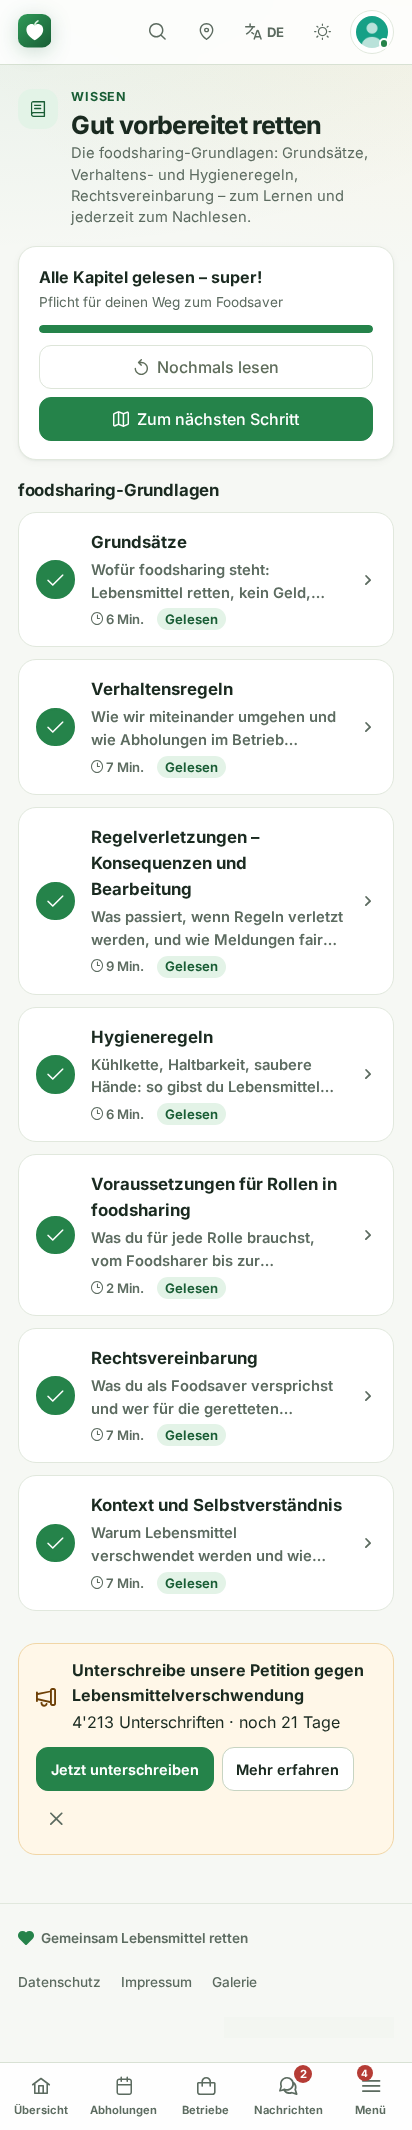 DE
WISSEN
Gut vorbereitet retten
Die foodsharing-Grundlagen: Grundsätze,
Verhaltens- und Hygieneregeln,
Rechtsvereinbarung – zum Lernen und
jederzeit zum Nachlesen.
Alle Kapitel gelesen – super!
Pflicht für deinen Weg zum Foodsaver
Nochmals lesen
Zum nächsten Schritt
foodsharing-Grundlagen
Grundsätze
Wofür foodsharing steht:
Lebensmittel retten, kein Geld,...
6 Min. Gelesen
Verhaltensregeln
Wie wir miteinander umgehen und
wie Abholungen im Betrieb...
7 Min. Gelesen
Regelverletzungen –
Konsequenzen und
Bearbeitung
Was passiert, wenn Regeln verletzt
werden, und wie Meldungen fair...
9 Min. Gelesen
Hygieneregeln
Kühlkette, Haltbarkeit, saubere
Hände: so gibst du Lebensmittel...
6 Min. Gelesen
Voraussetzungen für Rollen in
foodsharing
Was du für jede Rolle brauchst,
vom Foodsharer bis zur...
2 Min. Gelesen
Rechtsvereinbarung
Was du als Foodsaver versprichst
und wer für die geretteten...
7 Min. Gelesen
Kontext und Selbstverständnis
Warum Lebensmittel
verschwendet werden und wie...
7 Min. Gelesen
Unterschreibe unsere Petition gegen
Lebensmittelverschwendung
4'213 Unterschriften · noch 21 Tage
Jetzt unterschreiben Mehr erfahren
Gemeinsam Lebensmittel retten
Datenschutz Impressum Galerie
2 4
Übersicht Abholungen Betriebe Nachrichten Menü